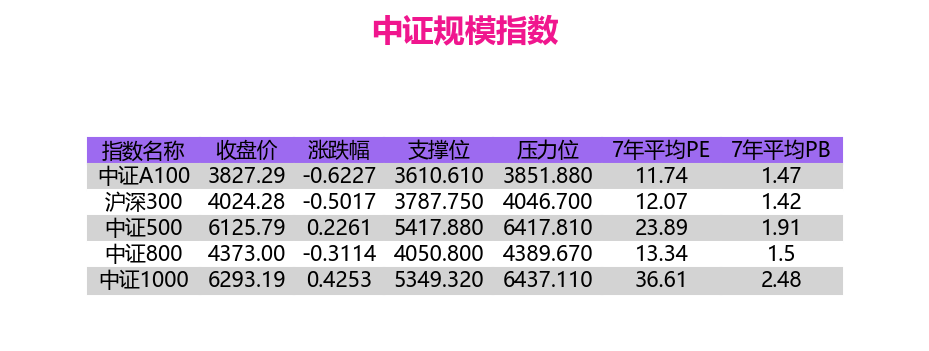 中证规模指数
指数名称 收盘价 涨跌幅 支撑位 压力位 7年平均PE 7年平均PB
中证A100 3827.29 -0.6227 3610.610 3851.880 11.74 1.47
沪深300 4024.28 -0.5017 3787.750 4046.700 12.07 1.42
中证500 6125.79 0.2261 5417.880 6417.810 23.89 1.91
中证800 4373.00 -0.3114 4050.800 4389.670 13.34 1.5
中证1000 6293.19 0.4253 5349.320 6437.110 36.61 2.48